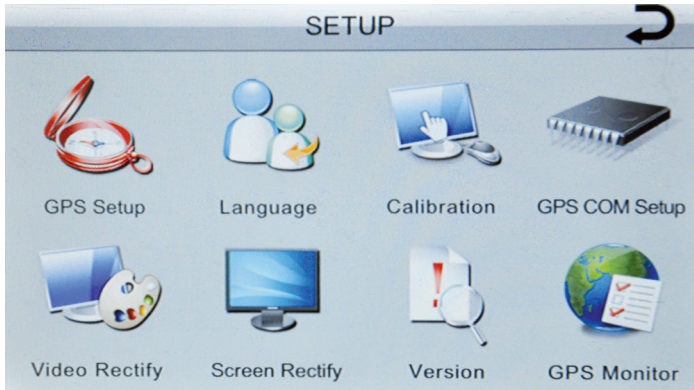 SETUP
GPS Setup Language Calibration GPS COM Setup
Video Rectify Screen Rectify Version GPS Monitor